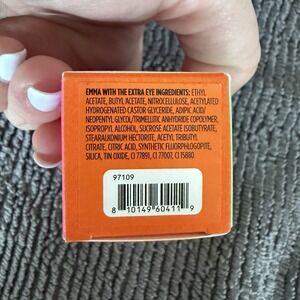 EMMA WITH THE EXTRA EYE INGREDIENTS: ETHYL
ACETATE, BUTYL ACETATE, NITROCELLULOSE, ACETYLATED
HYDROGENATED CASTOR GLYCERIDE, ADIPIC ACID/
NEOPENTYL GLYCOL/TRIMELLITIC ANHYDRIDE COPOLYMER,
ISOPROPYL ALCOHOL, SUCROSE ACETATE ISOBUTYRATE,
STEARALKONIUM HECTORITE, ACETYL TRIBUTYL
CITRATE, CITRIC ACID, SYNTHETIC FLUORPHLOGOPITE,
SILICA, TIN OXIDE, CI 77891, CI 77007, CI 15880
97109
8 10149 60411 9